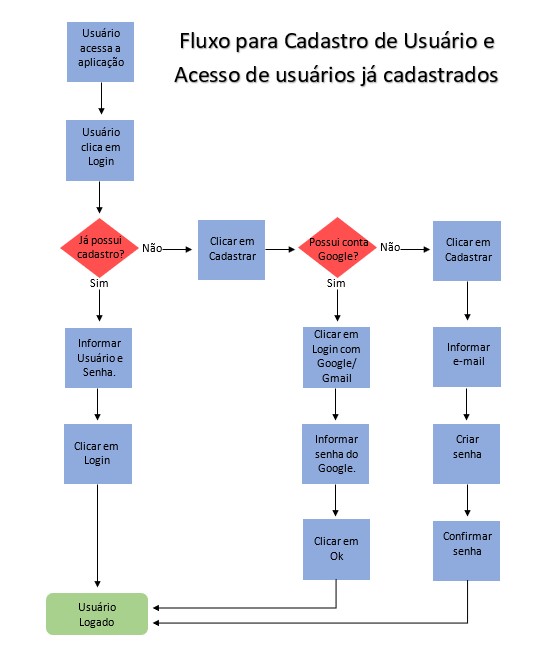 Fluxo para Cadastro de Usuário e
Acesso de usuários já cadastrados
Usuário
acessa a
aplicação
Usuário
clica em
Login
Já possui
cadastro?
Não
Clicar em
Cadastrar
Possui conta
Google?
Não
Clicar em
Cadastrar
Sim
Sim
Informar
Usuário e
Senha.
Clicar em
Login com
Google/
Gmail
Informar
e-mail
Clicar em
Login
Informar
senha do
Google.
Criar
senha
Clicar em
Ok
Confirmar
senha
Usuário
Logado